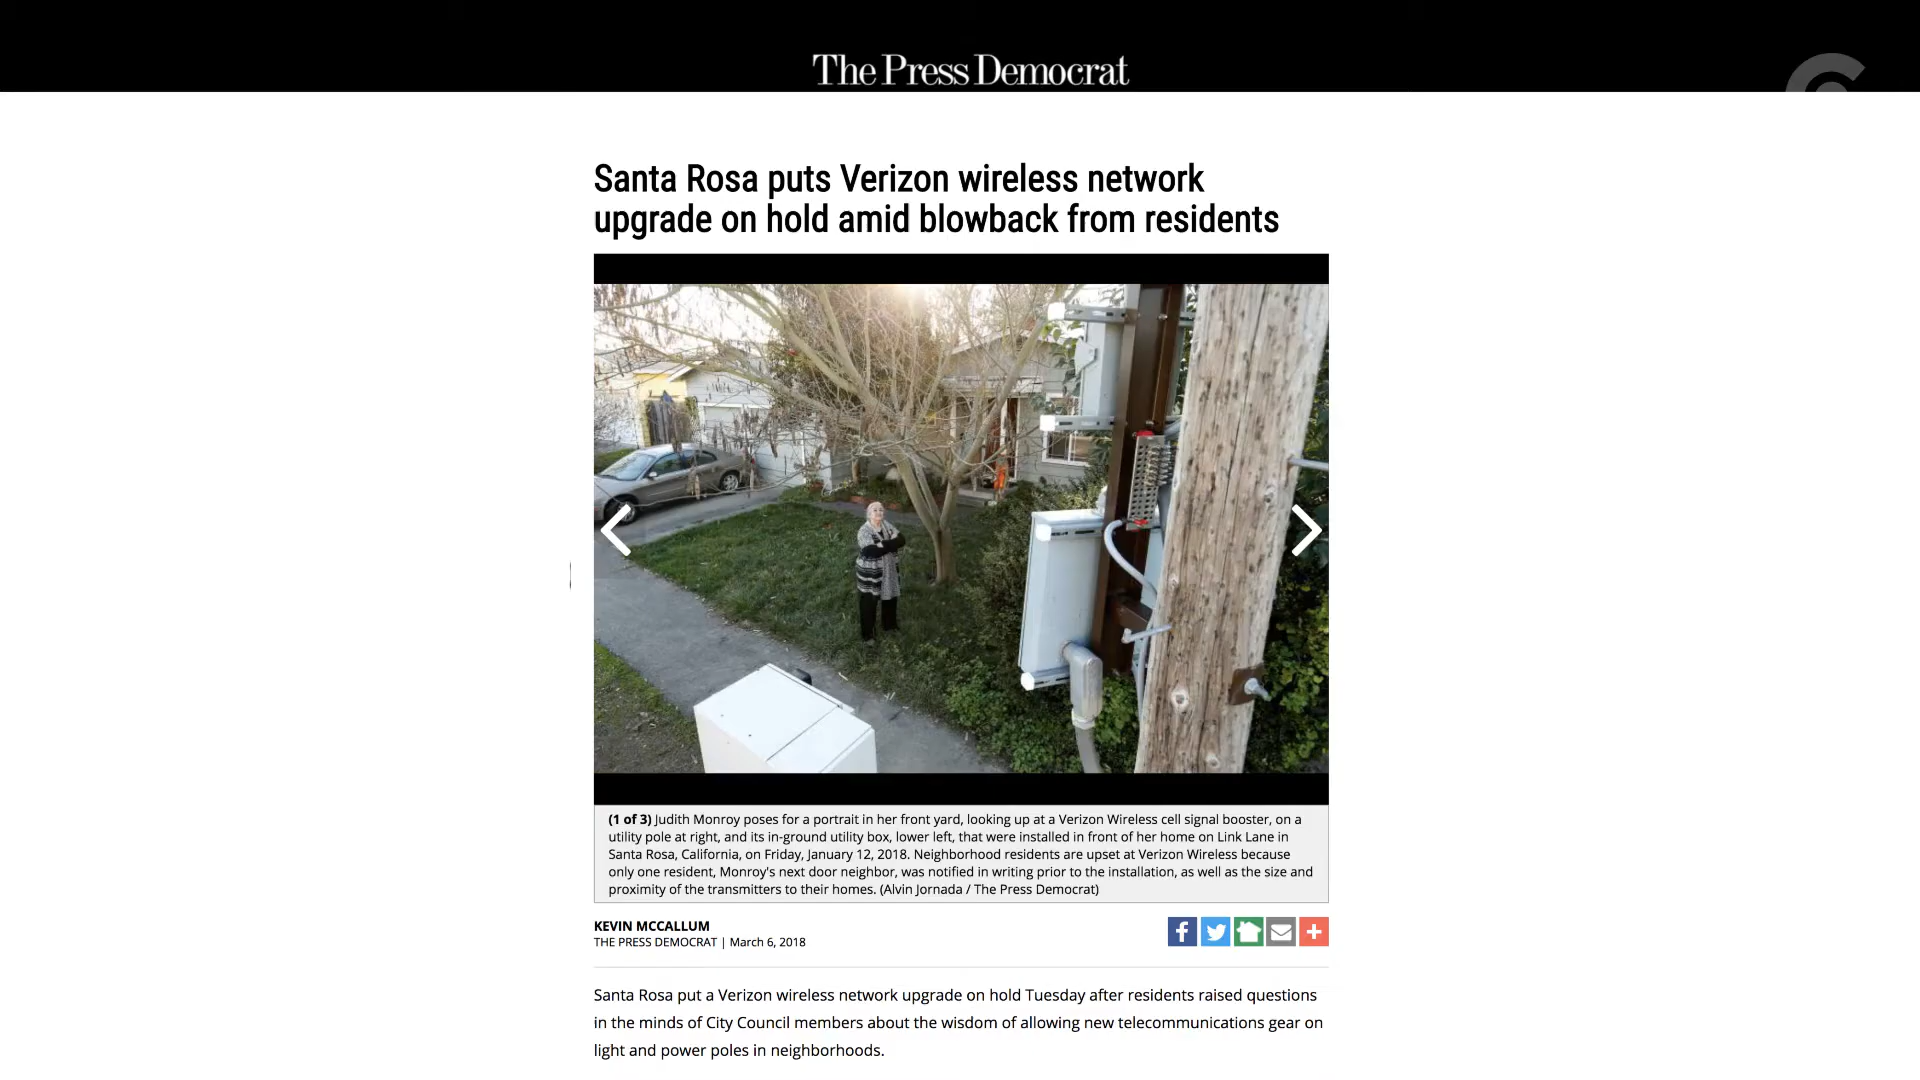 The Press Democrat
Santa Rosa puts Verizon wireless network
upgrade on hold amid blowback from residents
(1 of 3) Judith Monroy poses for a portrait in her front yard, looking up at a Verizon Wireless cell signal booster, on a
utility pole at right, and its in-ground utility box, lower left, that were installed in front of her home on Link Lane in
Santa Rosa, California, on Friday, January 12, 2018. Neighborhood residents are upset at Verizon Wireless because
only one resident, Monroy's next door neighbor, was notified in writing prior to the installation, as well as the size and
proximity of the transmitters to their homes. (Alvin Jornada / The Press Democrat)
KEVIN MCCALLUM
THE PRESS DEMOCRAT | March 6, 2018
Santa Rosa put a Verizon wireless network upgrade on hold Tuesday after residents raised questions
in the minds of City Council members about the wisdom of allowing new telecommunications gear on
light and power poles in neighborhoods.